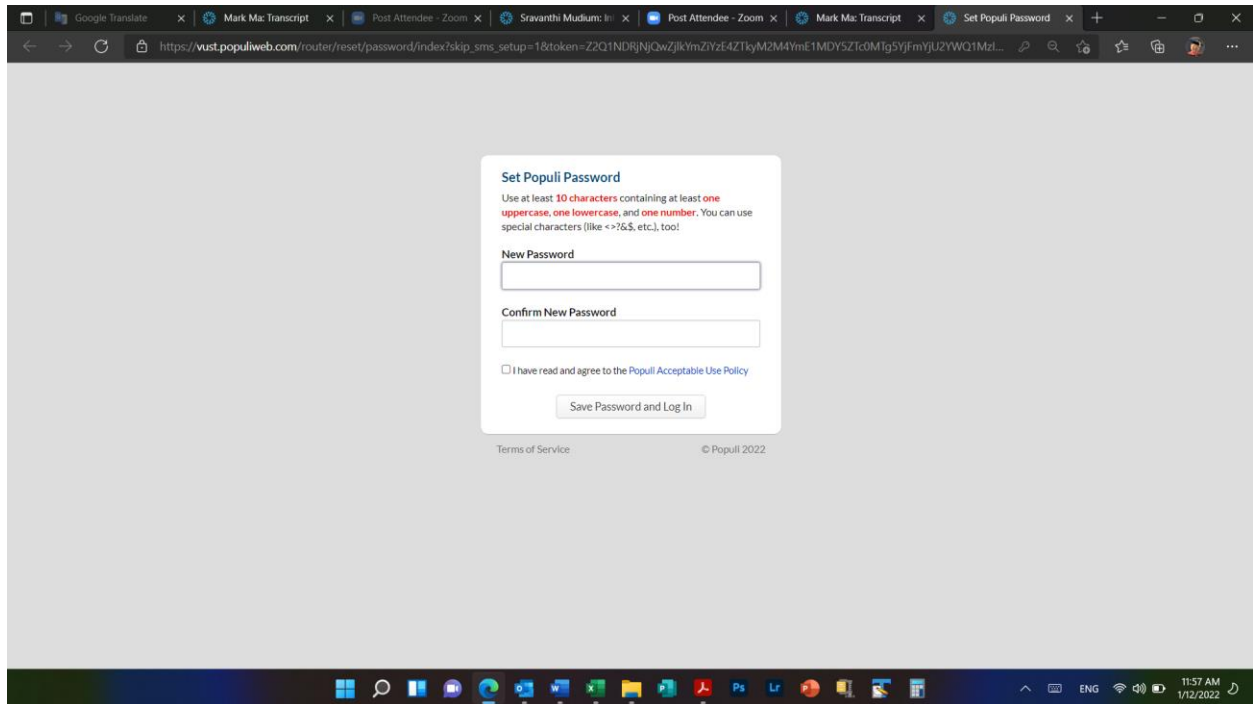 Google Translate
Mark Ma: Transcript
Post Attendee - Zoom
Sravanthi Mudium: In
Post Attendee - Zoom
Mark Ma: Transcript
Set Populi Password
https://vust.populiweb.com/router/reset/password/index?skip_sms_setup=1&token=
Set Populi Password
Use at least 10 characters containing at least one
uppercase, one lowercase, and one number. You can use
special characters (like <>?&$, etc.), too!
New Password
Confirm New Password
I have read and agree to the Populi Acceptable Use Policy
Save Password and Log In
Terms of Service
© Populi 2022
ENG
11:57 AM
1/12/2022